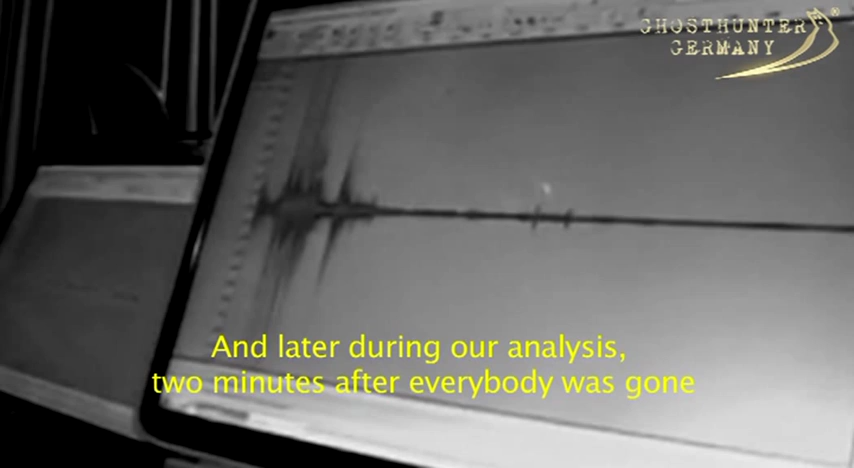 GHOSTHUNTER®
GERMANY
And later during our analysis,
two minutes after everybody was gone